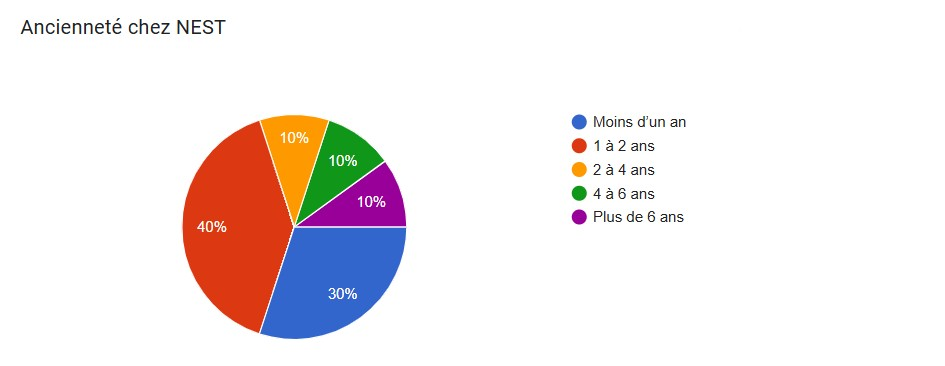 Ancienneté chez NEST
Moins d’un an
1 à 2 ans
2 à 4 ans
4 à 6 ans
Plus de 6 ans
10%
10%
10%
40%
30%